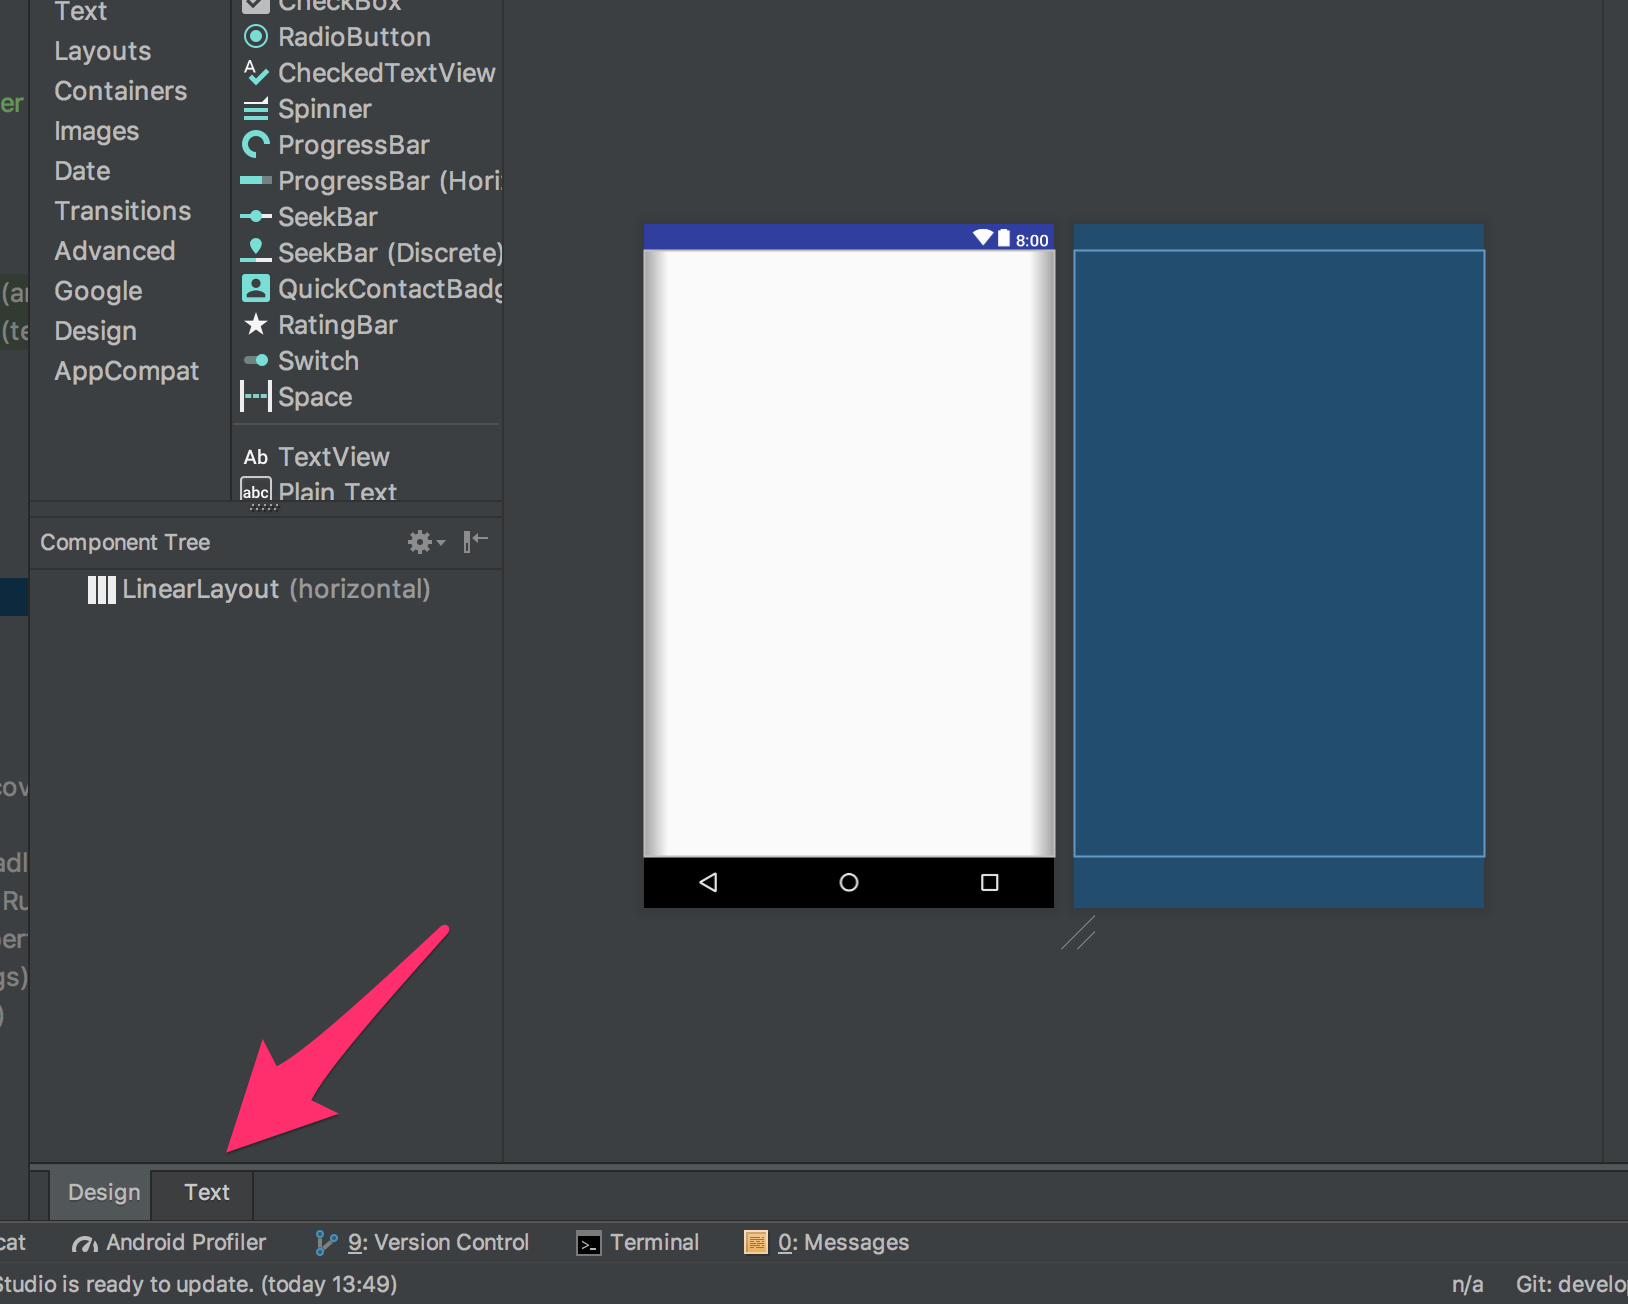 Text
Layouts
Containers
Images
Date
Transitions
Advanced
Google
Design
AppCompat
CheckBox
RadioButton
CheckedTextView
Spinner
ProgressBar
ProgressBar (Hori
SeekBar
SeekBar (Discrete)
QuickContactBadg
RatingBar
Switch
Space
Ab TextView
abc Plain Text
er
(ar
(te
cov
adl
Ru
per
gs)
)
Component Tree
LinearLayout (horizontal)
8:00
Design Text
cat Android Profiler 9: Version Control Terminal 0: Messages
Studio is ready to update. (today 13:49) n/a Git: develo